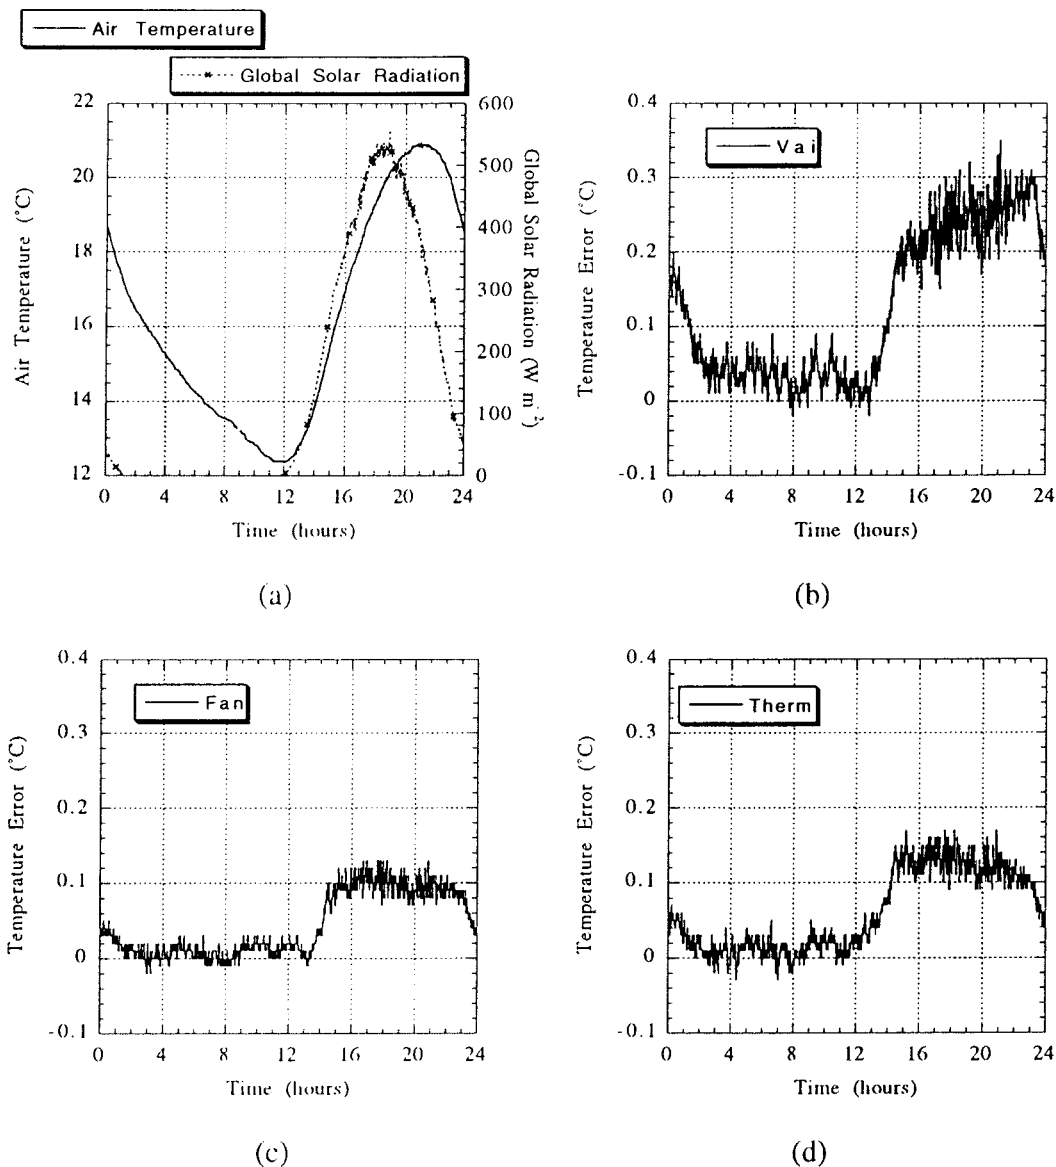 Air Temperature
Global Solar Radiation
22
20
18
16
14
12
600
500
400
300
200
100
0
Air Temperature (°C)
Global Solar Radiation (W m⁻²)
0 4 8 12 16 20 24
Time (hours)
(a)
Vai
0.4
0.3
0.2
0.1
0
-0.1
Temperature Error (°C)
0 4 8 12 16 20 24
Time (hours)
(b)
Fan
0.4
0.3
0.2
0.1
0
-0.1
Temperature Error (°C)
0 4 8 12 16 20 24
Time (hours)
(c)
Therm
0.4
0.3
0.2
0.1
0
-0.1
Temperature Error (°C)
0 4 8 12 16 20 24
Time (hours)
(d)